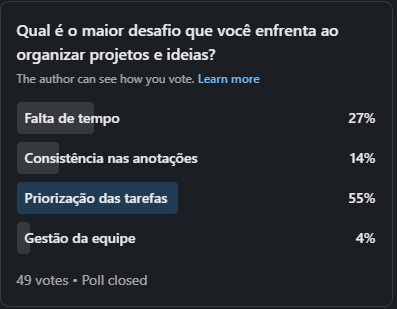 Qual é o maior desafio que você enfrenta ao
organizar projetos e ideias?
The author can see how you vote. Learn more
Falta de tempo 27%
Consistência nas anotações 14%
Priorização das tarefas 55%
Gestão da equipe 4%
49 votes • Poll closed